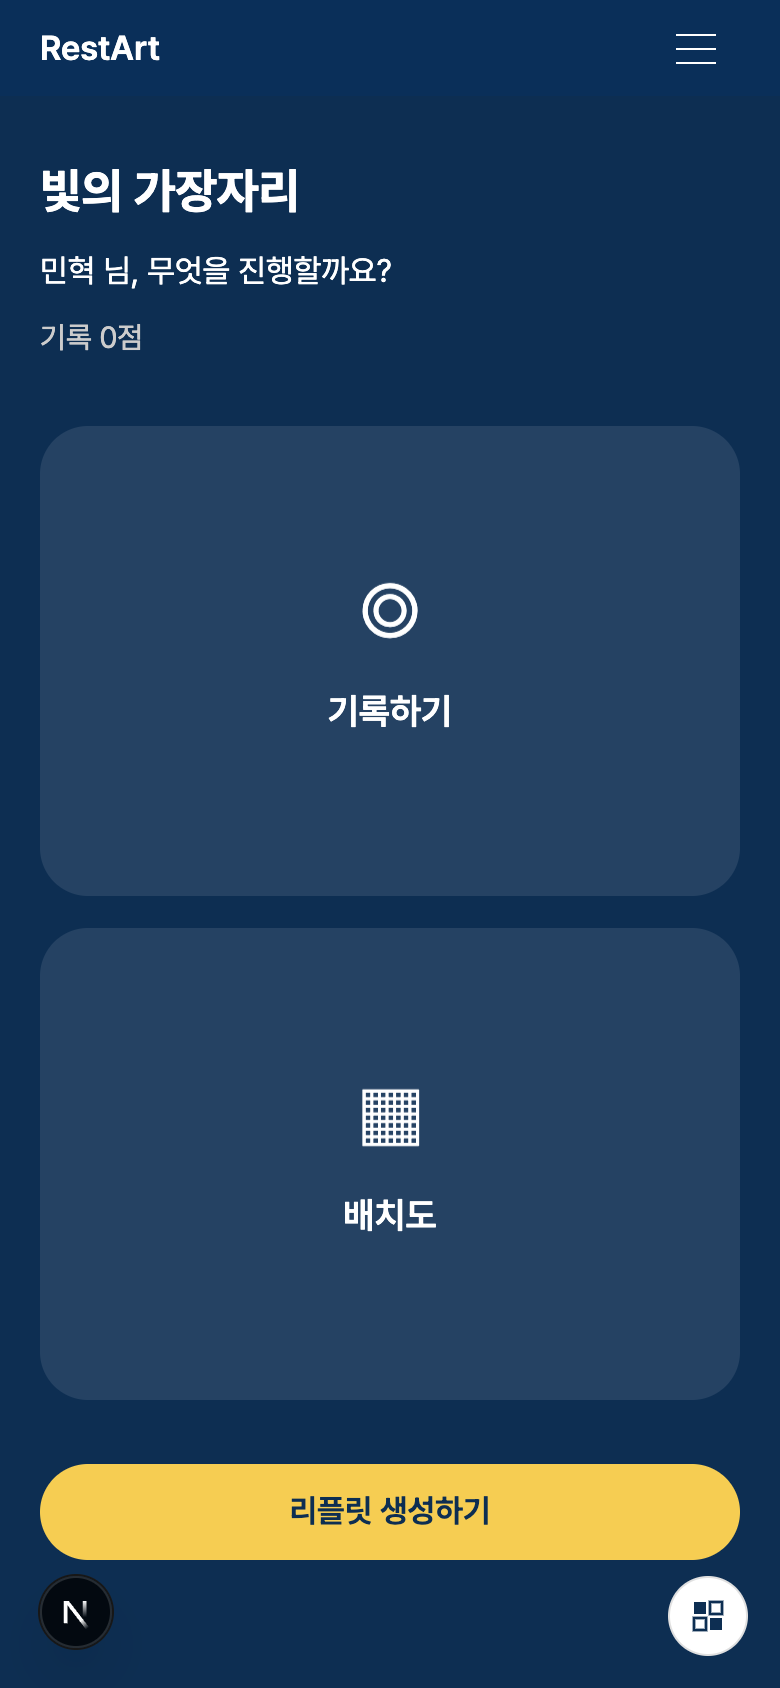 RestArt
빛의 가장자리
민혁 님, 무엇을 진행할까요?
기록 0점
기록하기
배치도
리플릿 생성하기
N